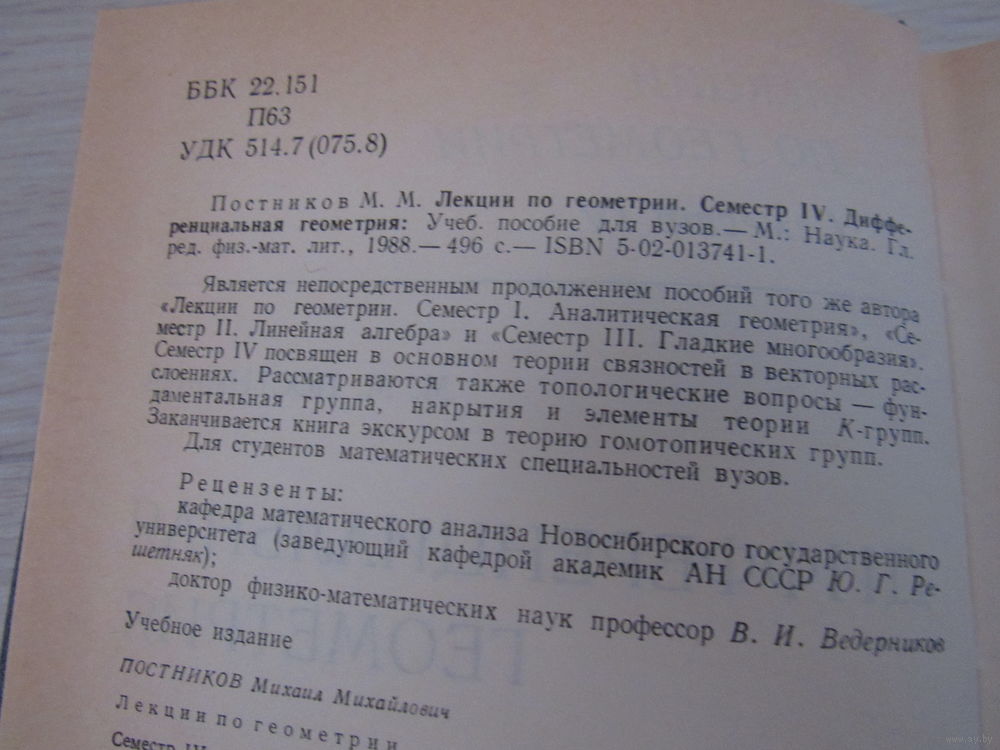 ББК 22.151
П63
УДК 514.7 (075.8)
Постников М. М. Лекции по геометрии. Семестр IV. Диффе-
ренциальная геометрия: Учеб. пособие для вузов.— М.: Наука. Гл.
ред. физ.-мат. лит., 1988.— 496 с.— ISBN 5-02-013741-1.
Является непосредственным продолжением пособий того же автора
«Лекции по геометрии. Семестр I. Аналитическая геометрия», «Се-
местр II. Линейная алгебра» и «Семестр III. Гладкие многообразия».
Семестр IV посвящен в основном теории связностей в векторных рас-
слоениях. Рассматриваются также топологические вопросы — фун-
даментальная группа, накрытия и элементы теории K-групп.
Заканчивается книга экскурсом в теорию гомотопических групп.
Для студентов математических специальностей вузов.
Рецензенты:
кафедра математического анализа Новосибирского государственного
университета (заведующий кафедрой академик АН СССР Ю. Г. Ре-
шетняк);
доктор физико-математических наук профессор В. И. Ведерников
Учебное издание
ПОСТНИКОВ Михаил Михайлович
Лекции по геометрии
Семестр
www.ay.by